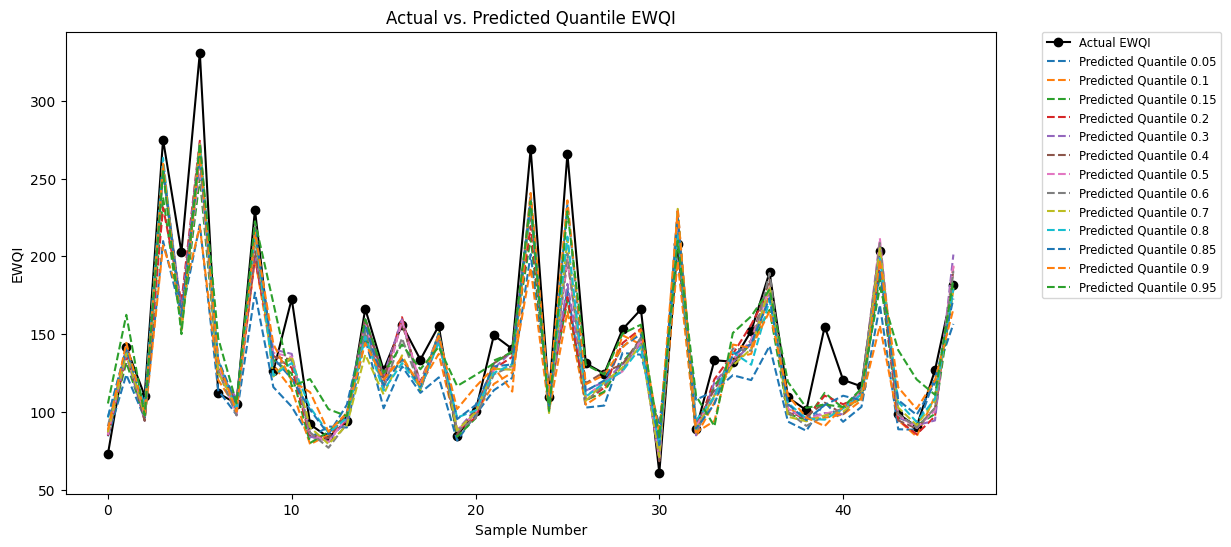 Actual vs. Predicted Quantile EWQI
EWQI
300
250
200
150
100
50
0
10
20
30
40
Sample Number
Actual EWQI
Predicted Quantile 0.05
Predicted Quantile 0.1
Predicted Quantile 0.15
Predicted Quantile 0.2
Predicted Quantile 0.3
Predicted Quantile 0.4
Predicted Quantile 0.5
Predicted Quantile 0.6
Predicted Quantile 0.7
Predicted Quantile 0.8
Predicted Quantile 0.85
Predicted Quantile 0.9
Predicted Quantile 0.95